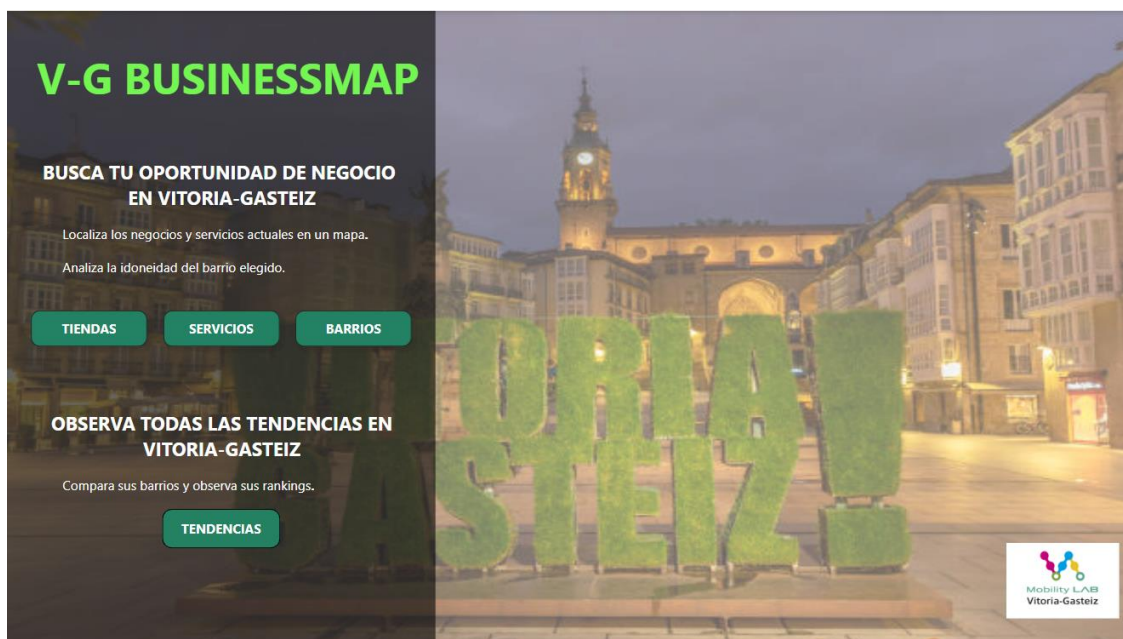 V-G BUSINESSMAP
BUSCA TU OPORTUNIDAD DE NEGOCIO
EN VITORIA-GASTEIZ
Localiza los negocios y servicios actuales en un mapa.
Analiza la idoneidad del barrio elegido.
TIENDAS
SERVICIOS
BARRIOS
OBSERVA TODAS LAS TENDENCIAS EN
VITORIA-GASTEIZ
Compara sus barrios y observa sus rankings.
TENDENCIAS
TORIA
GASTEIZ!
Mobility LAB
Vitoria-Gasteiz